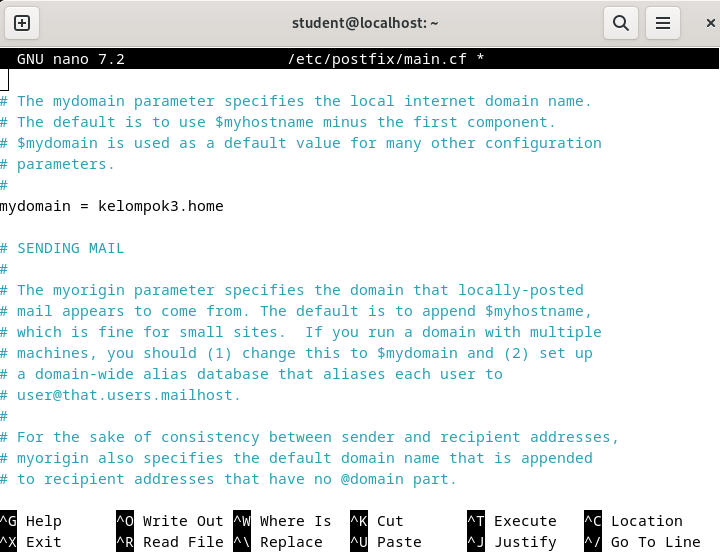 student@localhost: ~
GNU nano 7.2 /etc/postfix/main.cf *
# The mydomain parameter specifies the local internet domain name.
# The default is to use $myhostname minus the first component.
# $mydomain is used as a default value for many other configuration
# parameters.
#
mydomain = kelompok3.home
# SENDING MAIL
#
# The myorigin parameter specifies the domain that locally-posted
# mail appears to come from. The default is to append $myhostname,
# which is fine for small sites.  If you run a domain with multiple
# machines, you should (1) change this to $mydomain and (2) set up
# a domain-wide alias database that aliases each user to
# user@that.users.mailhost.
#
# For the sake of consistency between sender and recipient addresses,
# myorigin also specifies the default domain name that is appended
# to recipient addresses that have no @domain part.
^G Help ^O Write Out ^W Where Is ^K Cut ^T Execute ^C Location
^X Exit ^R Read File ^\ Replace ^U Paste ^J Justify ^/ Go To Line